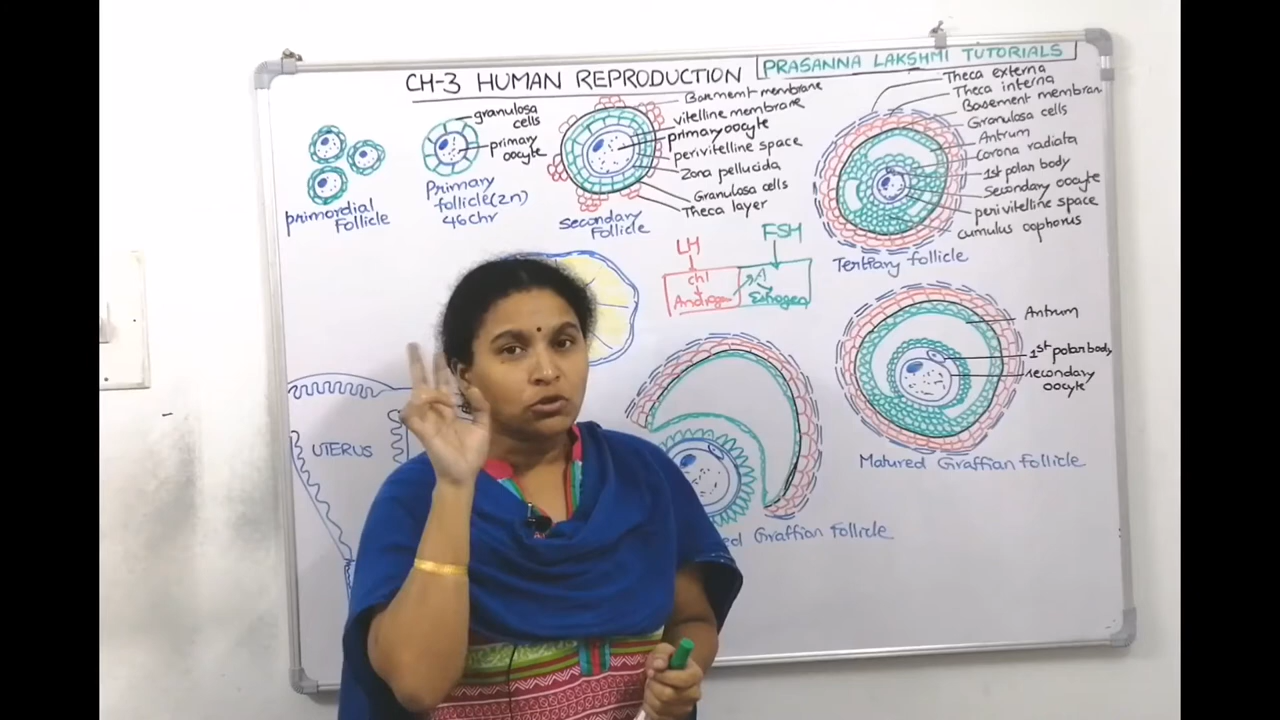 CH-3 HUMAN REPRODUCTION
PRASANNA LAKSHMI TUTORIALS
granulosa
cells
primary
oocyte
primordial
Follicle
Primary
follicle(2n)
46chr
Basement membrane
vitelline membrane
primary oocyte
perivitelline space
Zona pellucida
Granulosa cells
Theca layer
Secondary
Follicle
Theca externa
Theca interna
Basement membran
Granulosa cells
Antrum
Corona radiata
1st polar body
Secondary oocyte
perivitelline space
cumulus oophorus
Tertiary follicle
LH
FSH
chl
A
Androgen
Estrogen
Antrum
1st polar body
secondary
oocyte
Matured Graffian Follicle
UTERUS
ed Graffian Follicle